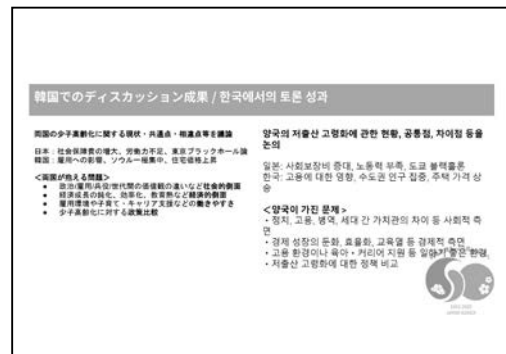 韓国でのディスカッション成果 / 한국에서의 토론 성과
両国の少子高齢化に関する現状・共通点・相違点等を議論
日本：社会保障費の増大、労働力不足、東京ブラックホール論
韓国：雇用への影響、ソウル一極集中、住宅価格上昇
＜両国が抱える問題＞
● 政治/雇用/兵役/世代間の価値観の違いなど社会的側面
● 経済成長の鈍化、効率化、教育熱など経済的側面
● 雇用環境や子育て・キャリア支援などの働きやすさ
● 少子高齢化に対する政策比較
양국의 저출산 고령화에 관한 현황, 공통점, 차이점 등을
논의
일본: 사회보장비 증대, 노동력 부족, 도쿄 블랙홀론
한국: 고용에 대한 영향, 수도권 인구 집중, 주택 가격 상
승
＜양국이 가진 문제＞
・정치, 고용, 병역, 세대 간 가치관의 차이 등 사회적 측
면
・경제 성장의 둔화, 효율화, 교육열 등 경제적 측면
・고용 환경이나 육아・커리어 지원 등 일하기 좋은 환경
・저출산 고령화에 대한 정책 비교